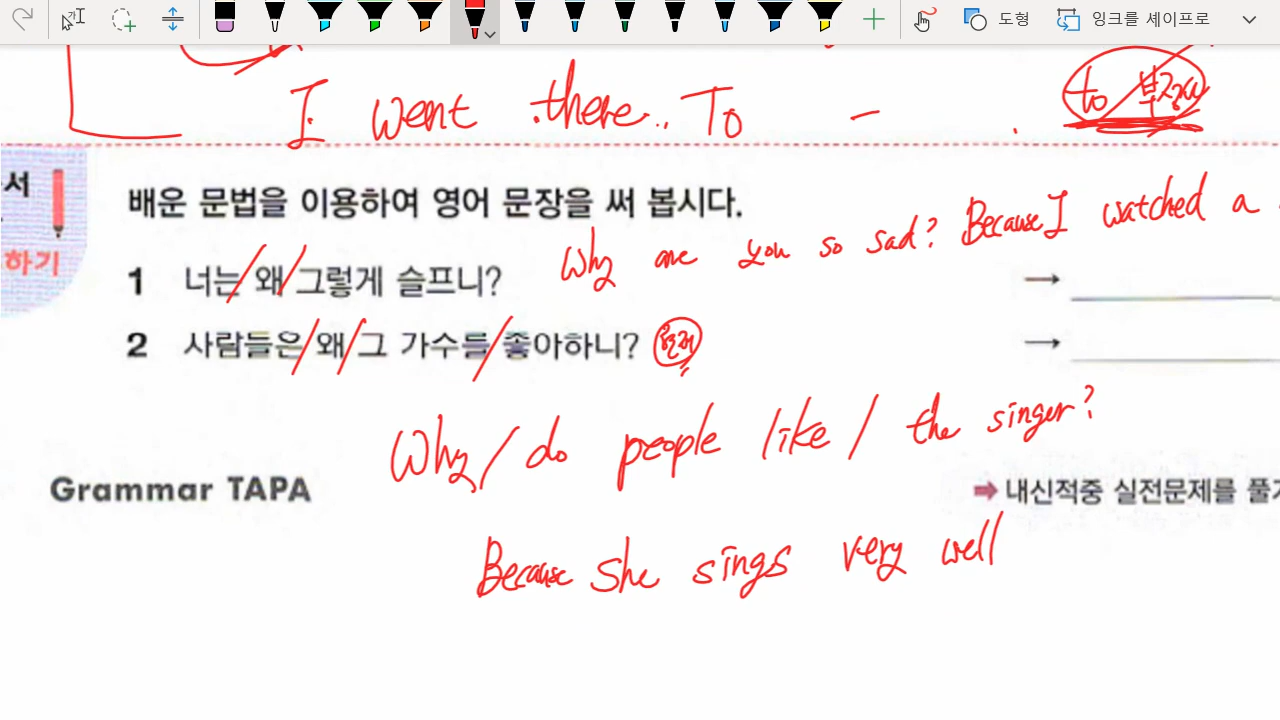 도형 잉크를 셰이프로
I went there.. To
to 부정사
서
배운 문법을 이용하여 영어 문장을 써 봅시다.
하기
Why are you so sad? Because I watched a
1 너는/왜/그렇게 슬프니? →
2 사람들은/왜/그 가수를/좋아하니? 현재 →
Why/do people like/the singer?
Grammar TAPA
➡ 내신적중 실전문제를 풀
Because she sings very well